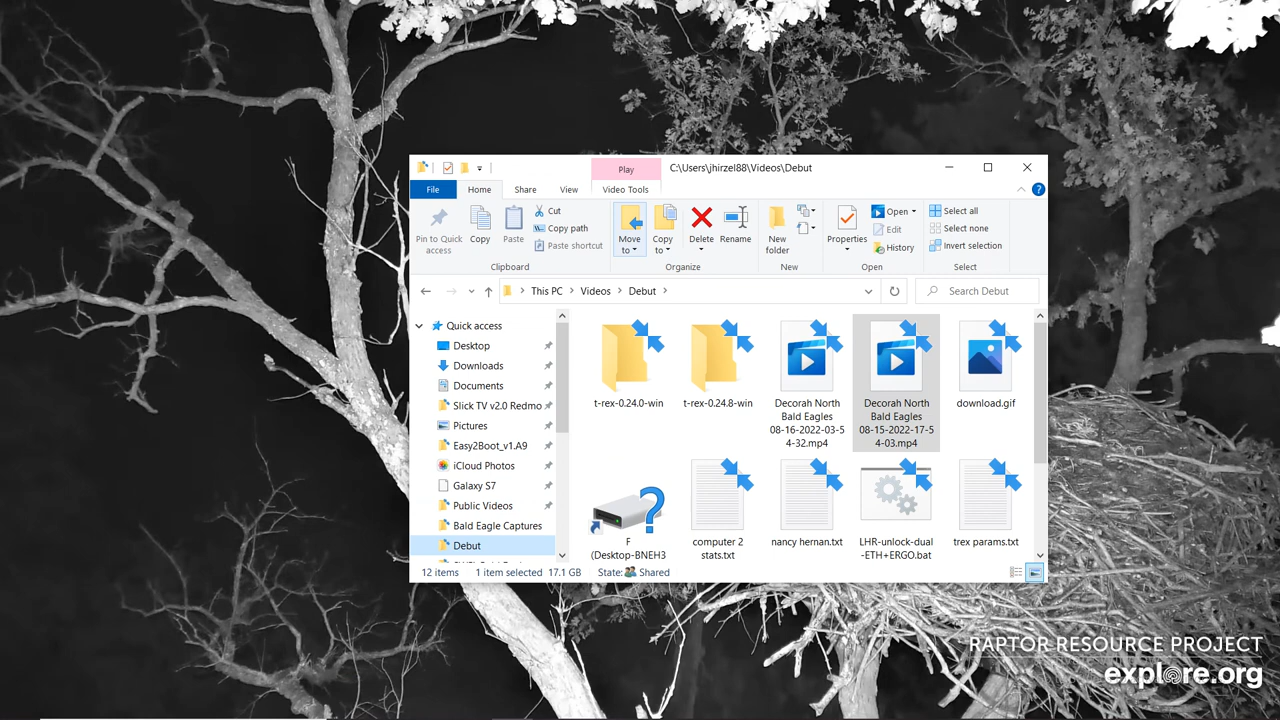 Play
C:\Users\jhirzel88\Videos\Debut
File
Home
Share
View
Video Tools
Pin to Quick
access
Copy
Paste
Cut
Copy path
Paste shortcut
Clipboard
Move
to
Copy
to
Delete
Rename
Organize
New
folder
New
Properties
Open
Edit
History
Open
Select all
Select none
Invert selection
Select
This PC > Videos > Debut >
Search Debut
Quick access
Desktop
Downloads
Documents
Slick TV v2.0 Redmo
Pictures
Easy2Boot_v1.A9
iCloud Photos
Galaxy S7
Public Videos
Bald Eagle Captures
Debut
t-rex-0.24.0-win
t-rex-0.24.8-win
Decorah North
Bald Eagles
08-16-2022-03-5
4-32.mp4
Decorah North
Bald Eagles
08-15-2022-17-5
4-03.mp4
download.gif
F
(Desktop-BNEH3
computer 2
stats.txt
nancy hernan.txt
LHR-unlock-dual
-ETH+ERGO.bat
trex params.txt
12 items
1 item selected 17.1 GB
State: Shared
RAPTOR RESOURCE PROJECT
explore.org